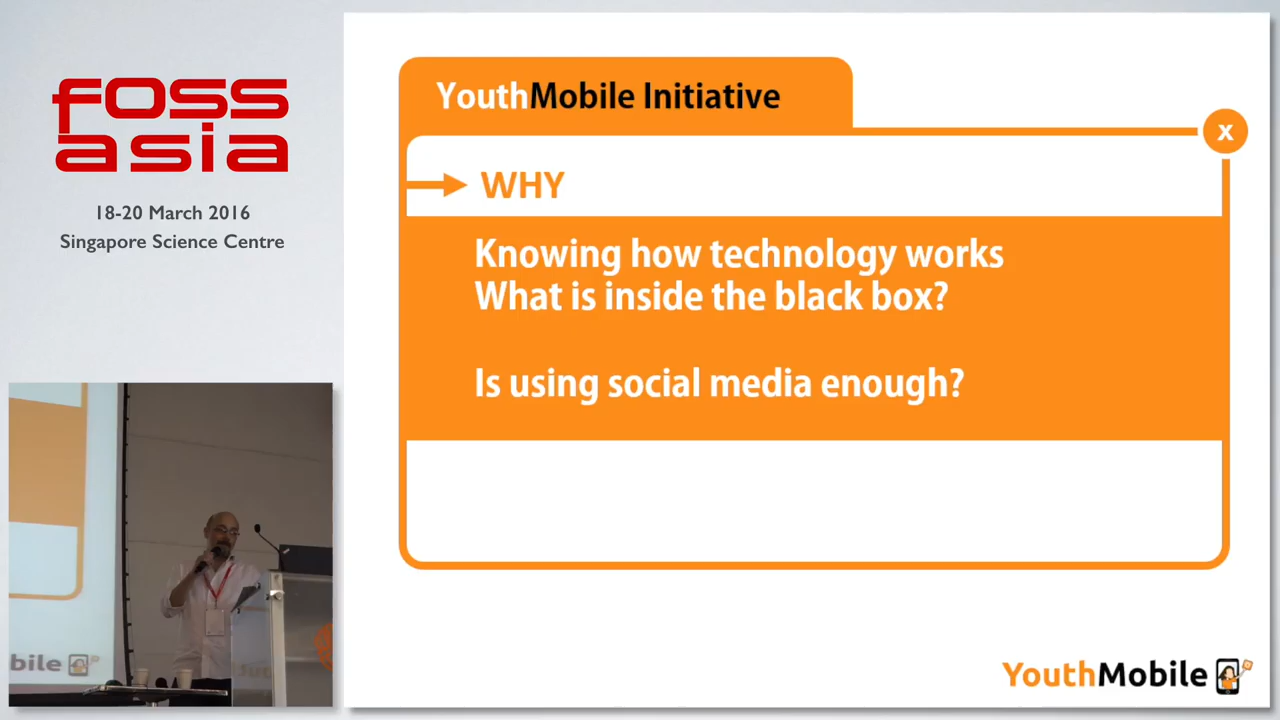 fOSS
asia
18-20 March 2016
Singapore Science Centre
YouthMobile Initiative
x
WHY
Knowing how technology works
What is inside the black box?
Is using social media enough?
bile
YouthMobile